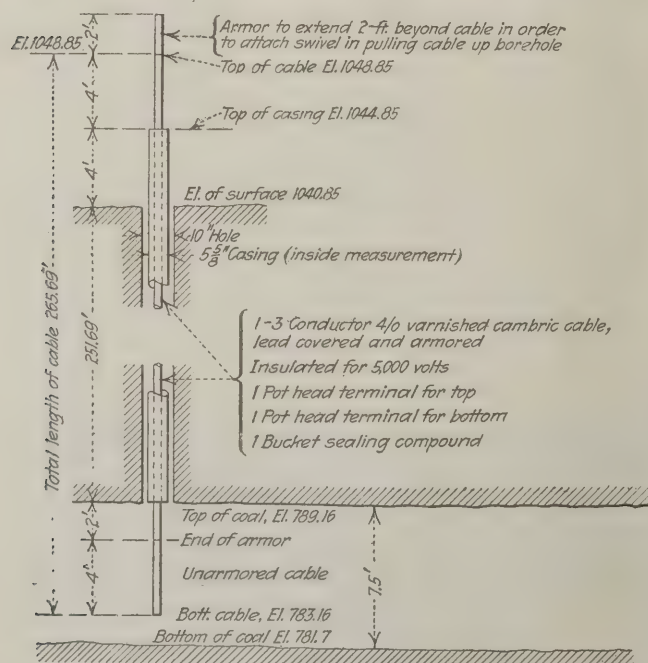 Armor to extend 2-ft. beyond cable in order
to attach swivel in pulling cable up borehole
2'
El.1048.85
Top of cable El.1048.85
4'
Top of casing El.1044.85
4'
El. of surface 1040.85
10" Hole
5 5/8" Casing (inside measurement)
Total length of cable 265.69'
251.69'
1-3 Conductor 4/0 varnished cambric cable,
lead covered and armored
Insulated for 5,000 volts
1 Pot head terminal for top
1 Pot head terminal for bottom
1 Bucket sealing compound
2'
Top of coal, El. 789.16
End of armor
4'
Unarmored cable
7.5'
Bott. cable, El. 783.16
Bottom of coal El. 781.7